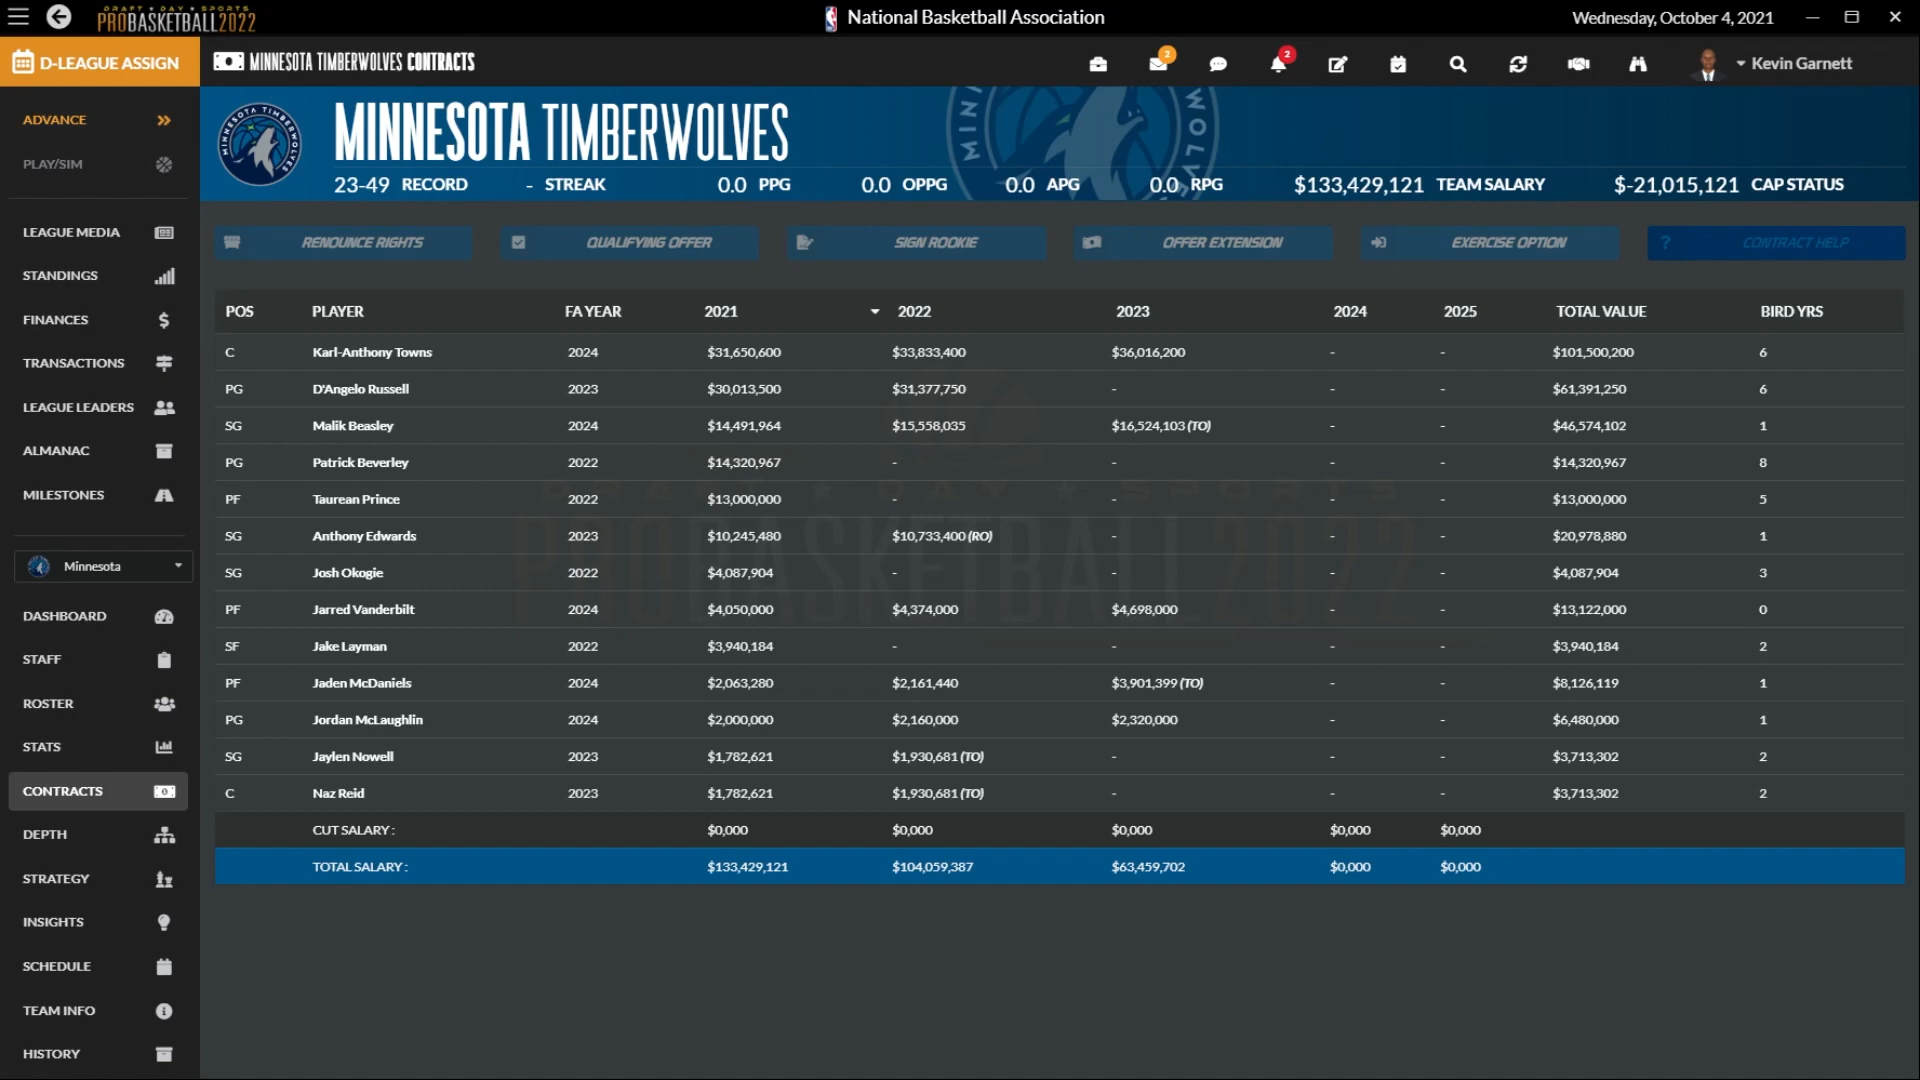 DRAFT ★ DAY ★ SPORTS
PROBASKETBALL2022
National Basketball Association
Wednesday, October 4, 2021
D-LEAGUE ASSIGN
MINNESOTA TIMBERWOLVES CONTRACTS
2
2
Kevin Garnett
ADVANCE
PLAY/SIM
LEAGUE MEDIA
STANDINGS
FINANCES
TRANSACTIONS
LEAGUE LEADERS
ALMANAC
MILESTONES
Minnesota
DASHBOARD
STAFF
ROSTER
STATS
CONTRACTS
DEPTH
STRATEGY
INSIGHTS
SCHEDULE
TEAM INFO
HISTORY
MINNESOTA TIMBERWOLVES
MINNESOTA TIMBERWOLVES
23-49 RECORD - STREAK 0.0 PPG 0.0 OPPG 0.0 APG 0.0 RPG $133,429,121 TEAM SALARY $-21,015,121 CAP STATUS
RENOUNCE RIGHTS QUALIFYING OFFER SIGN ROOKIE OFFER EXTENSION EXERCISE OPTION ? CONTRACT HELP
POS PLAYER FA YEAR 2021 2022 2023 2024 2025 TOTAL VALUE BIRD YRS
C Karl-Anthony Towns 2024 $31,650,600 $33,833,400 $36,016,200 - - $101,500,200 6
PG D'Angelo Russell 2023 $30,013,500 $31,377,750 - - - $61,391,250 6
SG Malik Beasley 2024 $14,491,964 $15,558,035 $16,524,103 (TO) - - $46,574,102 1
PG Patrick Beverley 2022 $14,320,967 - - - - $14,320,967 8
PF Taurean Prince 2022 $13,000,000 - - - - $13,000,000 5
SG Anthony Edwards 2023 $10,245,480 $10,733,400 (RO) - - - $20,978,880 1
SG Josh Okogie 2022 $4,087,904 - - - - $4,087,904 3
PF Jarred Vanderbilt 2024 $4,050,000 $4,374,000 $4,698,000 - - $13,122,000 0
SF Jake Layman 2022 $3,940,184 - - - - $3,940,184 2
PF Jaden McDaniels 2024 $2,063,280 $2,161,440 $3,901,399 (TO) - - $8,126,119 1
PG Jordan McLaughlin 2024 $2,000,000 $2,160,000 $2,320,000 - - $6,480,000 1
SG Jaylen Nowell 2023 $1,782,621 $1,930,681 (TO) - - - $3,713,302 2
C Naz Reid 2023 $1,782,621 $1,930,681 (TO) - - - $3,713,302 2
CUT SALARY : $0,000 $0,000 $0,000 $0,000 $0,000
TOTAL SALARY : $133,429,121 $104,059,387 $63,459,702 $0,000 $0,000
DRAFT ★ DAY ★ SPORTS
PROBASKETBALL2022